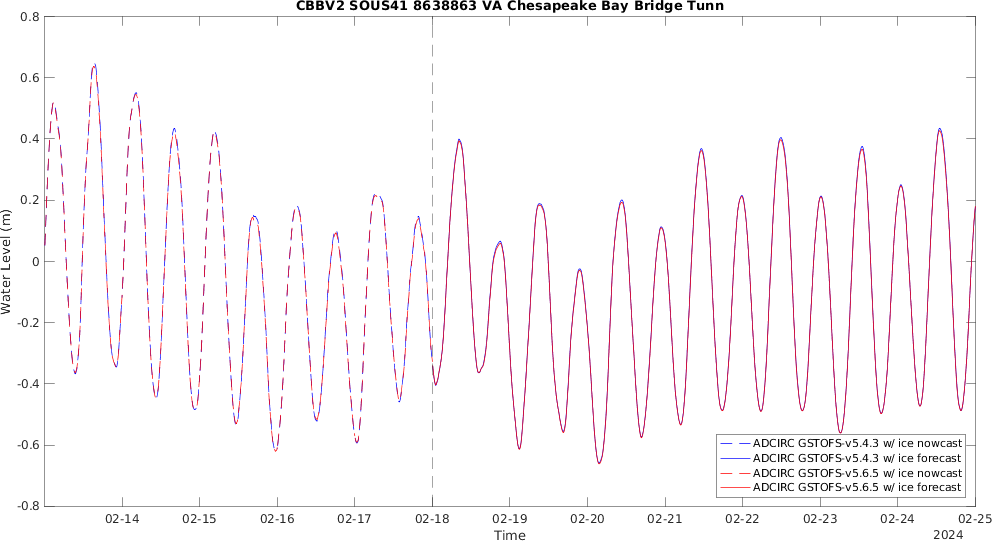 CBBV2 SOUS41 8638863 VA Chesapeake Bay Bridge Tunn
Water Level (m)
0.8
0.6
0.4
0.2
0
-0.2
-0.4
-0.6
-0.8
ADCIRC GSTOFS-v5.4.3 w/ ice nowcast
ADCIRC GSTOFS-v5.4.3 w/ ice forecast
ADCIRC GSTOFS-v5.6.5 w/ ice nowcast
ADCIRC GSTOFS-v5.6.5 w/ ice forecast
02-14 02-15 02-16 02-17 02-18 02-19 02-20 02-21 02-22 02-23 02-24 02-25
Time
2024